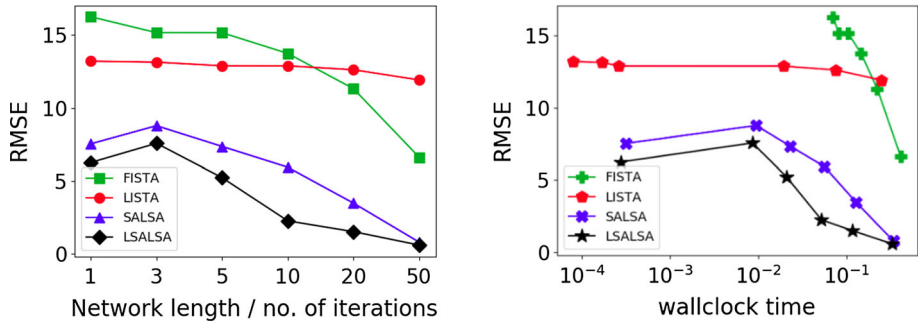 15
10
5
0
RMSE
FISTA
LISTA
SALSA
LSALSA
1 3 5 10 20 50
Network length / no. of iterations
15
10
5
0
RMSE
FISTA
LISTA
SALSA
LSALSA
10⁻⁴ 10⁻³ 10⁻² 10⁻¹
wallclock time